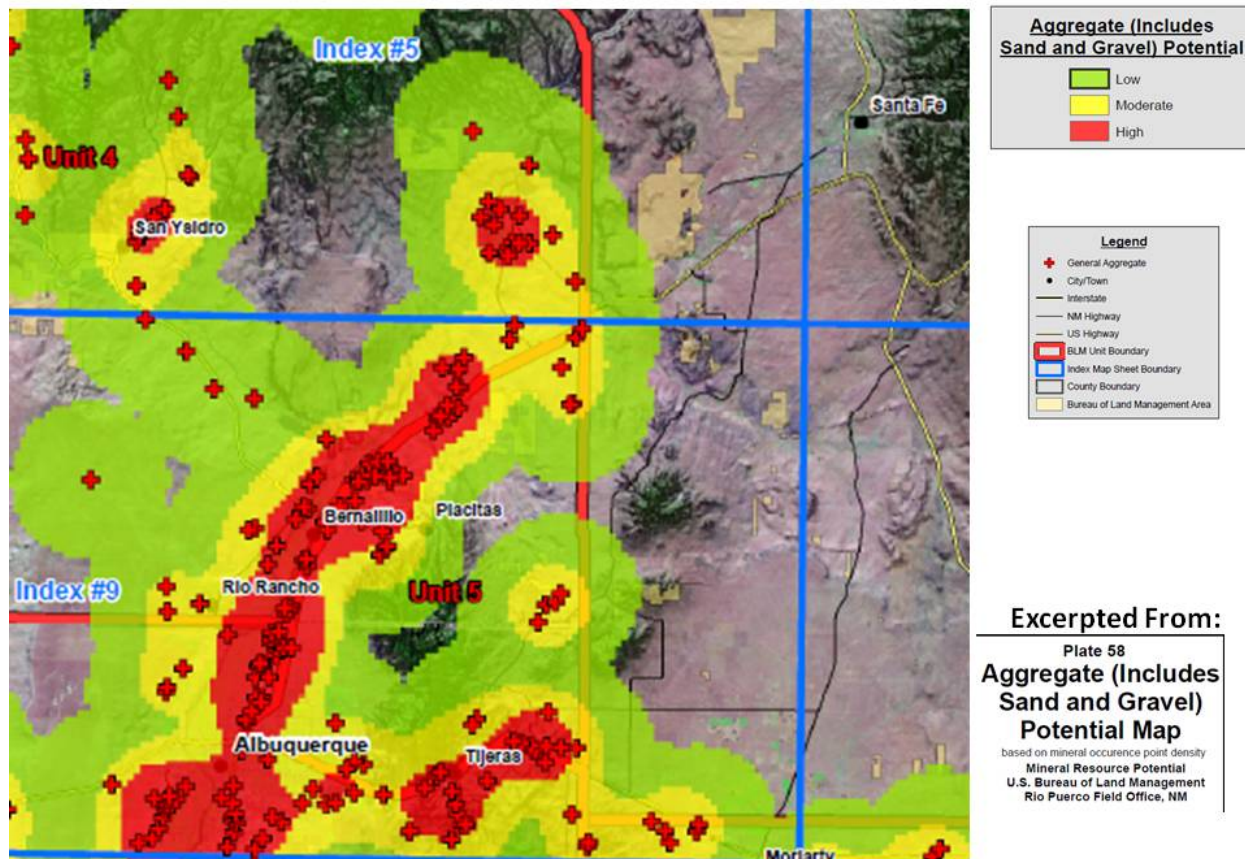 Index #5
Santa Fe
Unit 4
San Ysidro
Bernalillo
Placitas
Rio Rancho
Unit 5
Index #9
Albuquerque
Tijeras
Moriarty
Aggregate (Includes
Sand and Gravel) Potential
Low
Moderate
High
Legend
General Aggregate
City/Town
Interstate
NM Highway
US Highway
BLM Unit Boundary
Index Map Sheet Boundary
County Boundary
Bureau of Land Management Area
Excerpted From:
Plate 58
Aggregate (Includes
Sand and Gravel)
Potential Map
based on mineral occurence point density
Mineral Resource Potential
U.S. Bureau of Land Management
Rio Puerco Field Office, NM